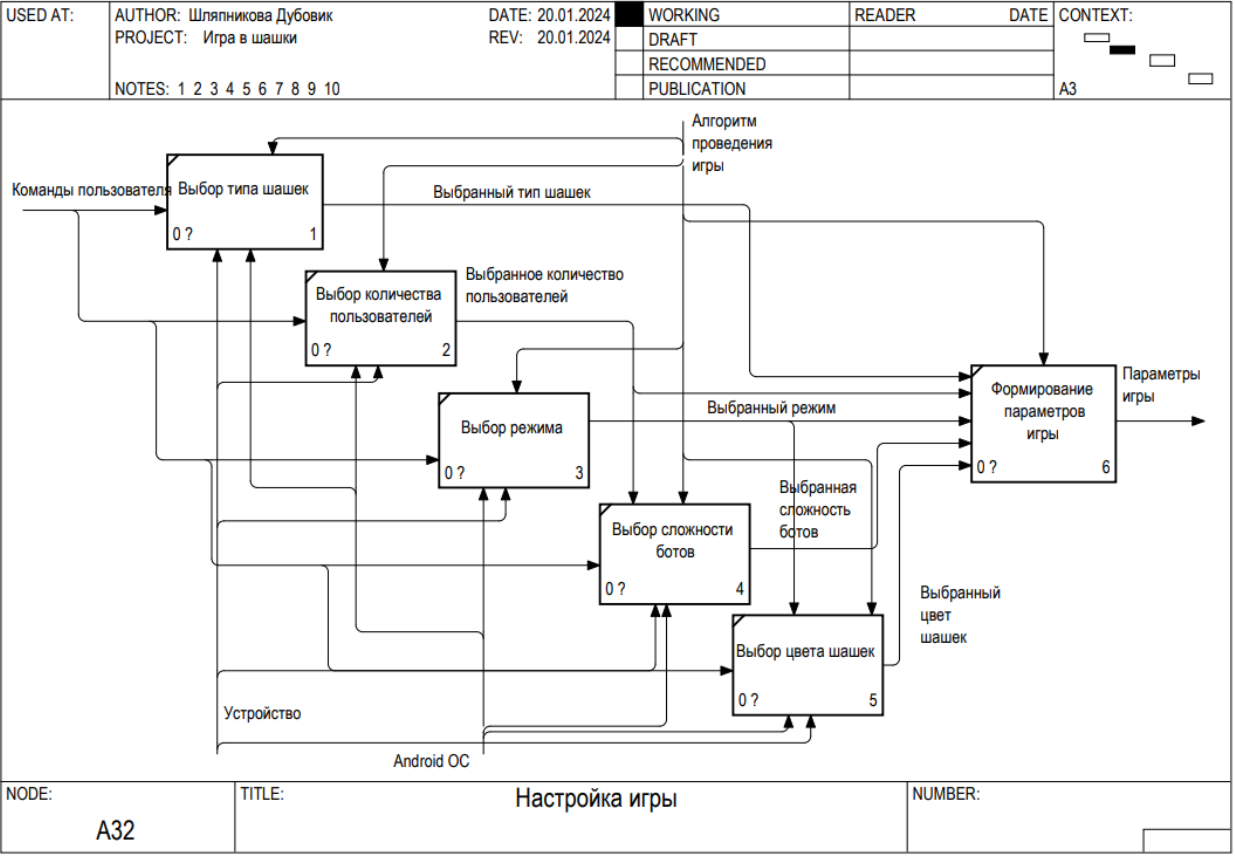 USED AT:
AUTHOR: Шляпникова Дубовик
DATE: 20.01.2024
PROJECT: Игра в шашки
REV: 20.01.2024
NOTES: 1 2 3 4 5 6 7 8 9 10
WORKING
DRAFT
RECOMMENDED
PUBLICATION
READER
DATE
CONTEXT:
A3
Алгоритм
проведения
игры
Команды пользователя
Выбор типа шашек
0 ?
1
Выбранный тип шашек
Выбор количества
пользователей
0 ?
2
Выбранное количество
пользователей
Выбор режима
0 ?
3
Выбранный режим
Формирование
параметров
игры
0 ?
6
Параметры
игры
Выбор сложности
ботов
0 ?
4
Выбранная
сложность
ботов
Выбор цвета шашек
0 ?
5
Выбранный
цвет
шашек
Устройство
Android ОС
NODE:
A32
TITLE:
Настройка игры
NUMBER: